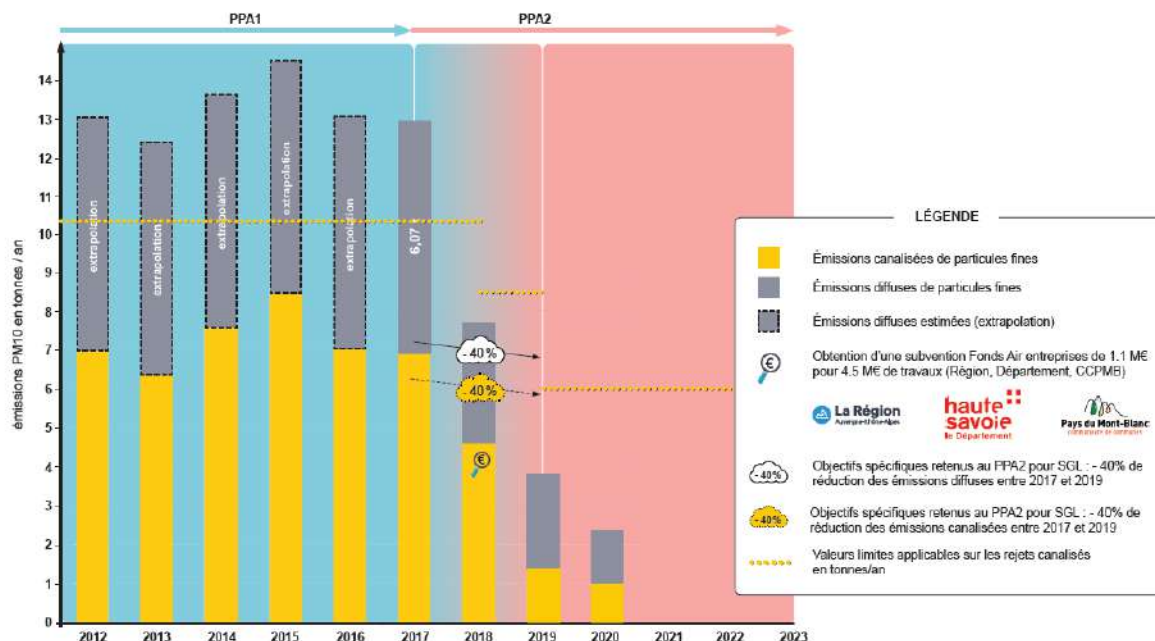 PPA1
PPA2
émissions PM10 en tonnes / an
14
13
12
11
10
9
8
7
6
5
4
3
2
1
0
extrapolation
extrapolation
extrapolation
extrapolation
extrapolation
6,07
- 40%
- 40%
€
2012
2013
2014
2015
2016
2017
2018
2019
2020
2021
2022
2023
LÉGENDE
Émissions canalisées de particules fines
Émissions diffuses de particules fines
Émissions diffuses estimées (extrapolation)
€
Obtention d'une subvention Fonds Air entreprises de 1.1 M€
pour 4.5 M€ de travaux (Région, Département, CCPMB)
La Région
Auvergne-Rhône-Alpes
haute
savoie
le Département
Pays du Mont-Blanc
- 40%
Objectifs spécifiques retenus au PPA2 pour SGL : - 40% de
réduction des émissions diffuses entre 2017 et 2019
- 40%
Objectifs spécifiques retenus au PPA2 pour SGL : - 40% de
réduction des émissions canalisées entre 2017 et 2019
Valeurs limites applicables sur les rejets canalisés
en tonnes/an